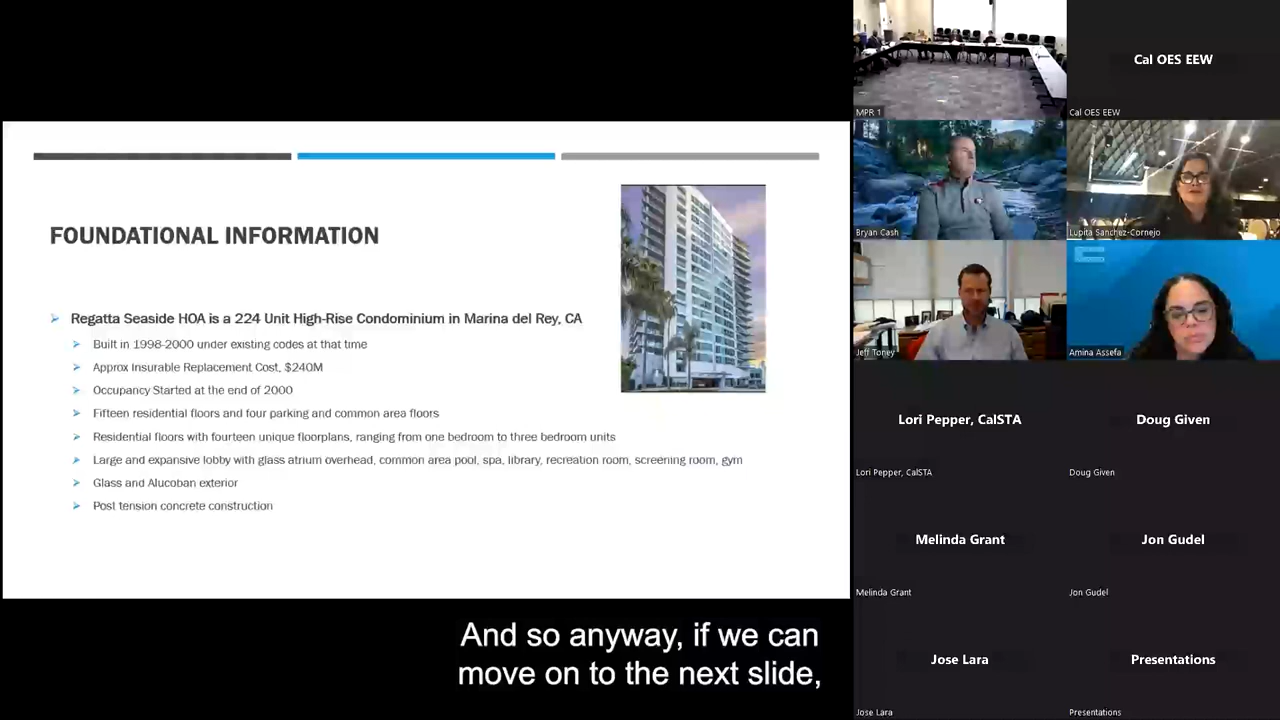 FOUNDATIONAL INFORMATION
Regatta Seaside HOA is a 224 Unit High-Rise Condominium in Marina del Rey, CA
Built in 1998-2000 under existing codes at that time
Approx Insurable Replacement Cost, $240M
Occupancy Started at the end of 2000
Fifteen residential floors and four parking and common area floors
Residential floors with fourteen unique floorplans, ranging from one bedroom to three bedroom units
Large and expansive lobby with glass atrium overhead, common area pool, spa, library, recreation room, screening room, gym
Glass and Alucoban exterior
Post tension concrete construction
And so anyway, if we can
move on to the next slide,
MPR 1
Cal OES EEW
Cal OES EEW
Bryan Cash
Lupita Sanchez-Cornejo
Jeff Toney
Amina Assefa
Lori Pepper, CalSTA
Doug Given
Lori Pepper, CalSTA
Doug Given
Melinda Grant
Jon Gudel
Melinda Grant
Jon Gudel
Jose Lara
Presentations
Jose Lara
Presentations